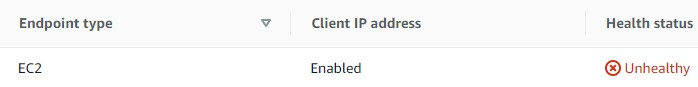 Endpoint type Client IP address Health status
EC2 Enabled Unhealthy